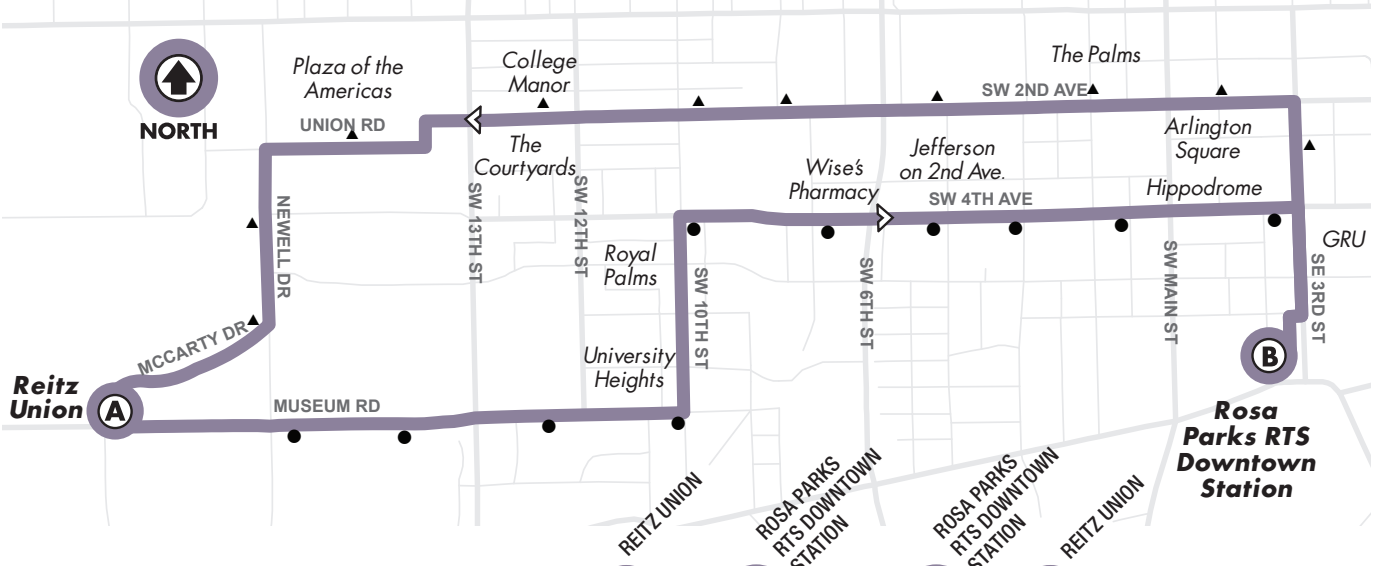 The Palms
College
Manor
Plaza of the
Americas
SW 2ND AVE
UNION RD
NORTH
Arlington
Square
The
Courtyards
Jefferson
on 2nd Ave.
Wise's
Pharmacy
Hippodrome
SW 4TH AVE
NEWELL DR
SW 13TH ST
SW 12TH ST
Royal
Palms
GRU
SW 10TH ST
SW 6TH ST
SW MAIN ST
SE 3RD ST
MCCARTY DR
University
Heights
B
Reitz
Union
A
MUSEUM RD
Rosa
Parks RTS
Downtown
Station
REITZ UNION
ROSA PARKS
RTS DOWNTOWN
STATION
ROSA PARKS
RTS DOWNTOWN
STATION
REITZ UNION